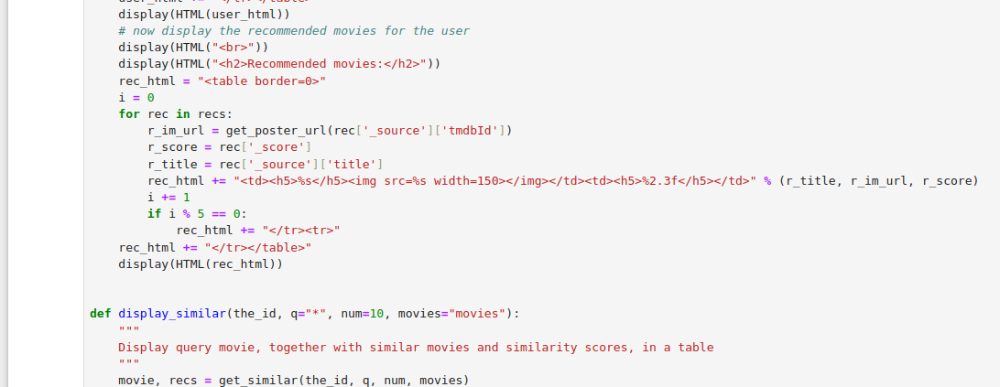 display(HTML(user_html))
    # now display the recommended movies for the user
    display(HTML("<br>"))
    display(HTML("<h2>Recommended movies:</h2>"))
    rec_html = "<table border=0>"
    i = 0
    for rec in recs:
        r_im_url = get_poster_url(rec['_source']['tmdbId'])
        r_score = rec['_score']
        r_title = rec['_source']['title']
        rec_html += "<td><h5>%s</h5><img src=%s width=150></img></td><td><h5>%2.3f</h5></td>" % (r_title, r_im_url, r_score)
        i += 1
        if i % 5 == 0:
            rec_html += "</tr><tr>"
    rec_html += "</tr></table>"
    display(HTML(rec_html))
def display_similar(the_id, q="*", num=10, movies="movies"):
    """
    Display query movie, together with similar movies and similarity scores, in a table
    """
    movie, recs = get_similar(the_id, q, num, movies)